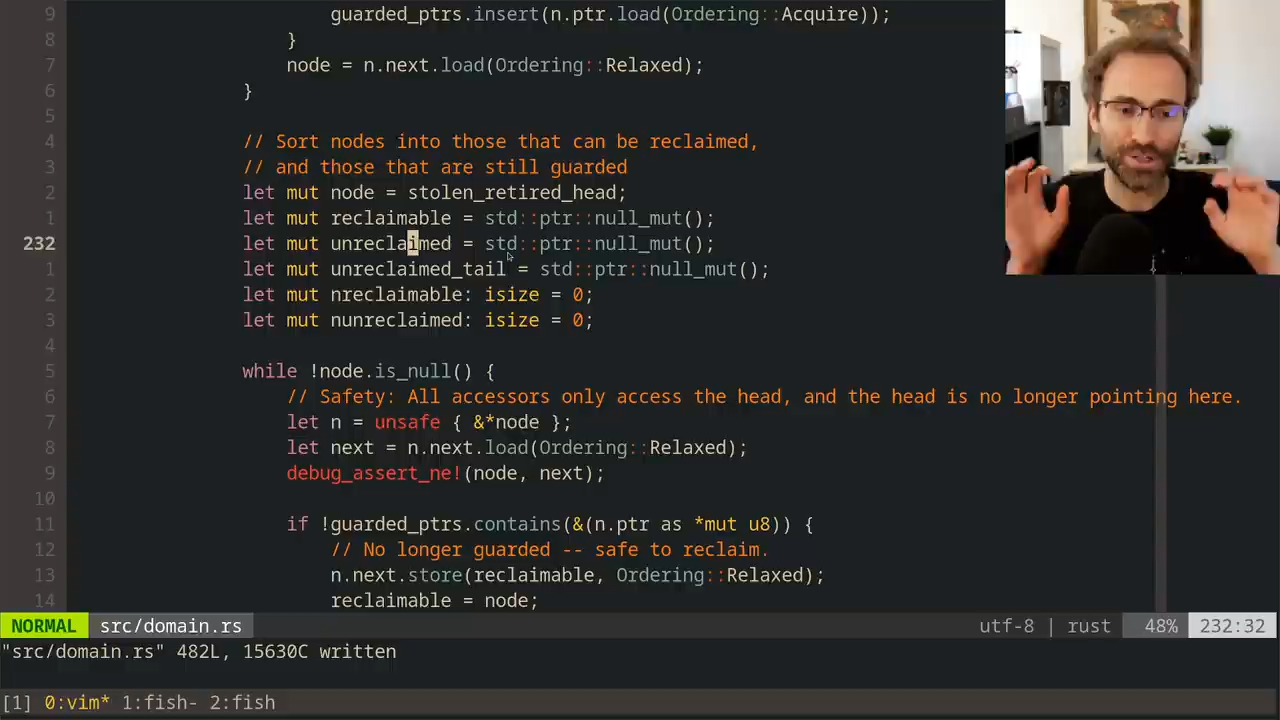 9 guarded_ptrs.insert(n.ptr.load(Ordering::Acquire));
8 }
7 node = n.next.load(Ordering::Relaxed);
6 }
5
4 // Sort nodes into those that can be reclaimed,
3 // and those that are still guarded
2 let mut node = stolen_retired_head;
1 let mut reclaimable = std::ptr::null_mut();
232 let mut unreclaimed = std::ptr::null_mut();
1 let mut unreclaimed_tail = std::ptr::null_mut();
2 let mut nreclaimable: isize = 0;
3 let mut nunreclaimed: isize = 0;
4
5 while !node.is_null() {
6 // Safety: All accessors only access the head, and the head is no longer pointing here.
7 let n = unsafe { &*node };
8 let next = n.next.load(Ordering::Relaxed);
9 debug_assert_ne!(node, next);
10
11 if !guarded_ptrs.contains(&(n.ptr as *mut u8)) {
12 // No longer guarded -- safe to reclaim.
13 n.next.store(reclaimable, Ordering::Relaxed);
14 reclaimable = node;
NORMAL src/domain.rs utf-8 | rust 48% 232:32
"src/domain.rs" 482L, 15630C written
[1] 0:vim* 1:fish- 2:fish